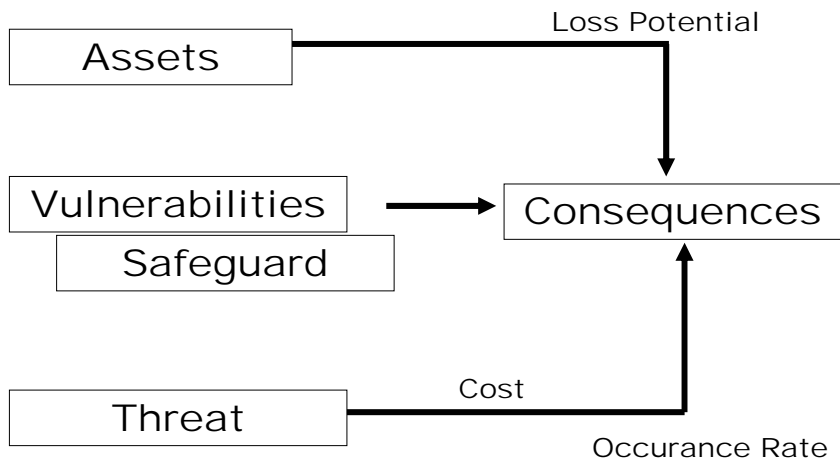 Loss Potential
Assets
Vulnerabilities
Consequences
Safeguard
Cost
Threat
Occurance Rate